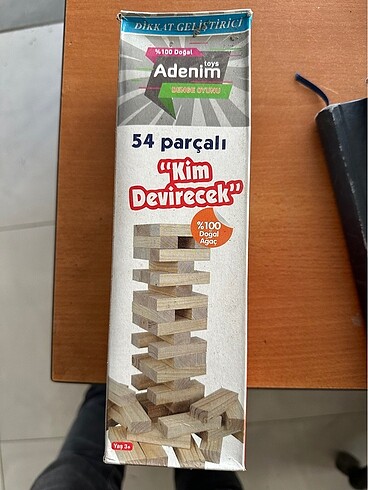 DİKKAT GELİŞTİRİCİ
%100 Doğal
Adenim
toys
DENGE OYUNU
54 parçalı
“Kim
Devirecek”
%100
Doğal
Ağaç
Yaş 3+